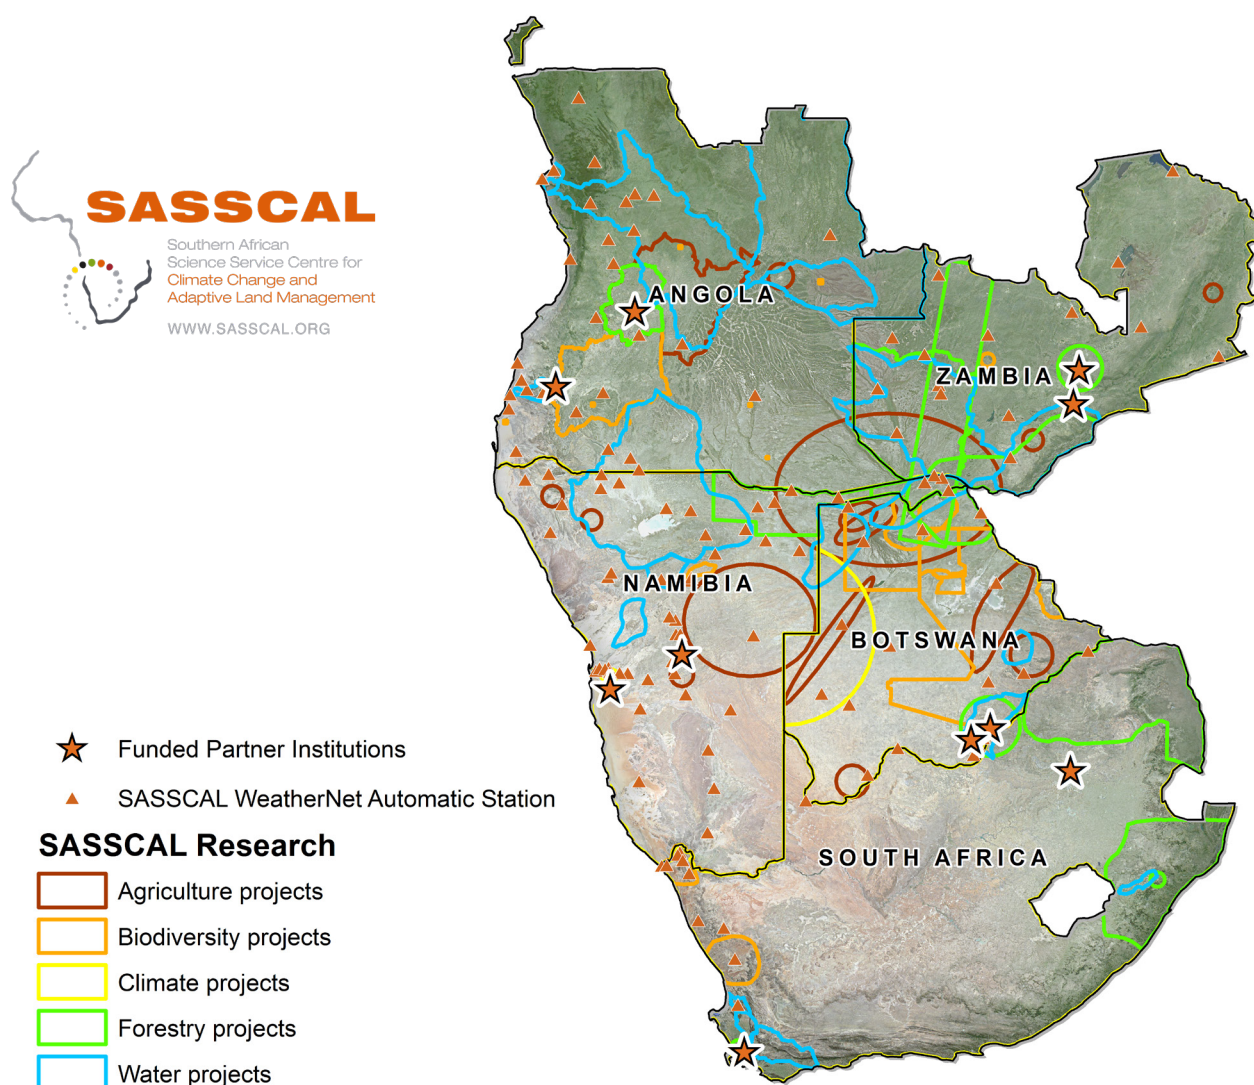 SASSCAL
Southern African
Science Service Centre for
Climate Change and
Adaptive Land Management
WWW.SASSCAL.ORG
ANGOLA
ZAMBIA
NAMIBIA
BOTSWANA
SOUTH AFRICA
Funded Partner Institutions
SASSCAL WeatherNet Automatic Station
SASSCAL Research
Agriculture projects
Biodiversity projects
Climate projects
Forestry projects
Water projects